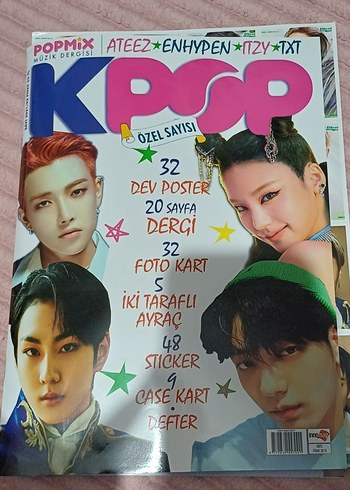 POPMiX
MÜZİK DERGİSİ
ATEEZ★ENHYPEN★ITZY★TXT
KPOP
ÖZEL SAYISI
32
DEV POSTER
20 SAYFA
DERGİ
32
FOTO KART
5
İKİ TARAFLI
AYRAÇ
48
STICKER
9
CASE KART
•
DEFTER